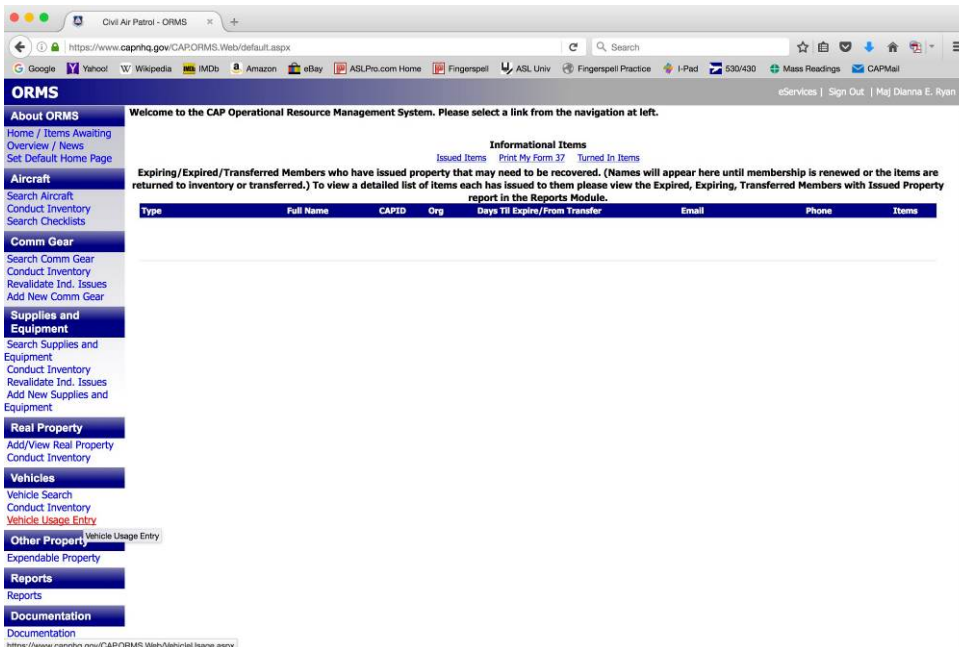 Civil Air Patrol - ORMS
https://www.capnhq.gov/CAP.ORMS.Web/default.aspx
Search
Google Yahoo! Wikipedia IMDb Amazon eBay ASLPro.com Home Fingerspell ASL Univ Fingerspell Practice I-Pad 530/430 Mass Readings CAPMail
ORMS
eServices | Sign Out | Maj Dianna E. Ryan
About ORMS
Home / Items Awaiting
Overview / News
Set Default Home Page
Aircraft
Search Aircraft
Conduct Inventory
Search Checklists
Comm Gear
Search Comm Gear
Conduct Inventory
Revalidate Ind. Issues
Add New Comm Gear
Supplies and
Equipment
Search Supplies and
Equipment
Conduct Inventory
Revalidate Ind. Issues
Add New Supplies and
Equipment
Real Property
Add/View Real Property
Conduct Inventory
Vehicles
Vehicle Search
Conduct Inventory
Vehicle Usage Entry
Vehicle Usage Entry
Other Property
Expendable Property
Reports
Reports
Documentation
Documentation
https://www.capnhq.gov/CAP.ORMS.Web/VehicleUsage.aspx
Welcome to the CAP Operational Resource Management System. Please select a link from the navigation at left.
Informational Items
Issued Items Print My Form 37 Turned In Items
Expiring/Expired/Transferred Members who have issued property that may need to be recovered. (Names will appear here until membership is renewed or the items are
returned to inventory or transferred.) To view a detailed list of items each has issued to them please view the Expired, Expiring, Transferred Members with Issued Property
report in the Reports Module.
Type Full Name CAPID Org Days Til Expire/From Transfer Email Phone Items